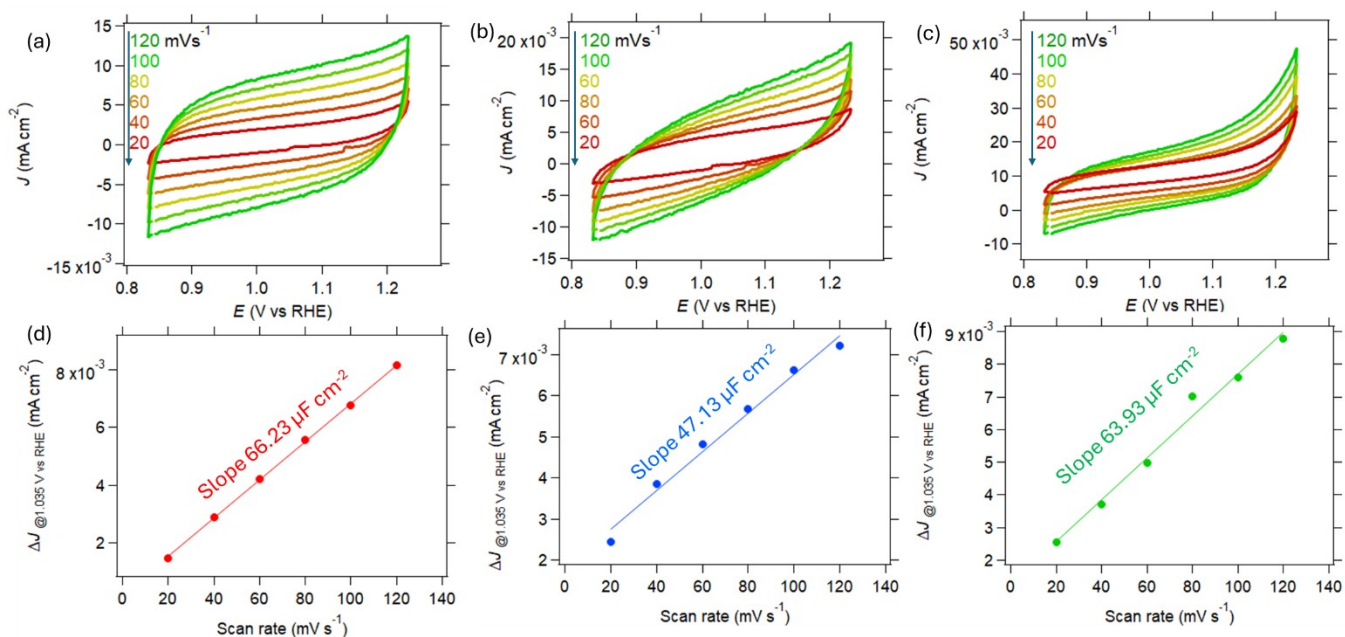 (a)
120 mVs⁻¹
100
80
60
40
20
10
5
0
-5
-10
-15 x10⁻³
15 x10⁻³
J (mA cm⁻²)
0.8 0.9 1.0 1.1 1.2
E (V vs RHE)
(b)
120 mVs⁻¹
100
60
80
60
20
20 x10⁻³
15
10
5
0
-5
-10
-15
J (mA cm⁻²)
0.8 0.9 1.0 1.1 1.2
E (V vs RHE)
(c)
120 mVs⁻¹
100
80
60
40
20
50 x10⁻³
40
30
20
10
0
-10
J (mA cm⁻²)
0.8 0.9 1.0 1.1 1.2
E (V vs RHE)
(d)
8 x10⁻³
6
4
2
ΔJ @1.035 V vs RHE (mA cm⁻²)
Slope 66.23 µF cm⁻²
0 20 40 60 80 100 120 140
Scan rate (mV s⁻¹)
(e)
7 x10⁻³
6
5
4
3
2
ΔJ @1.035 V vs RHE (mA cm⁻²)
Slope 47.13 µF cm⁻²
0 20 40 60 80 100 120 140
Scan rate (mV s⁻¹)
(f)
9 x10⁻³
8
7
6
5
4
3
2
ΔJ @1.035 V vs RHE (mA cm⁻²)
Slope 63.93 µF cm⁻²
0 20 40 60 80 100 120 140
Scan rate (mV s⁻¹)